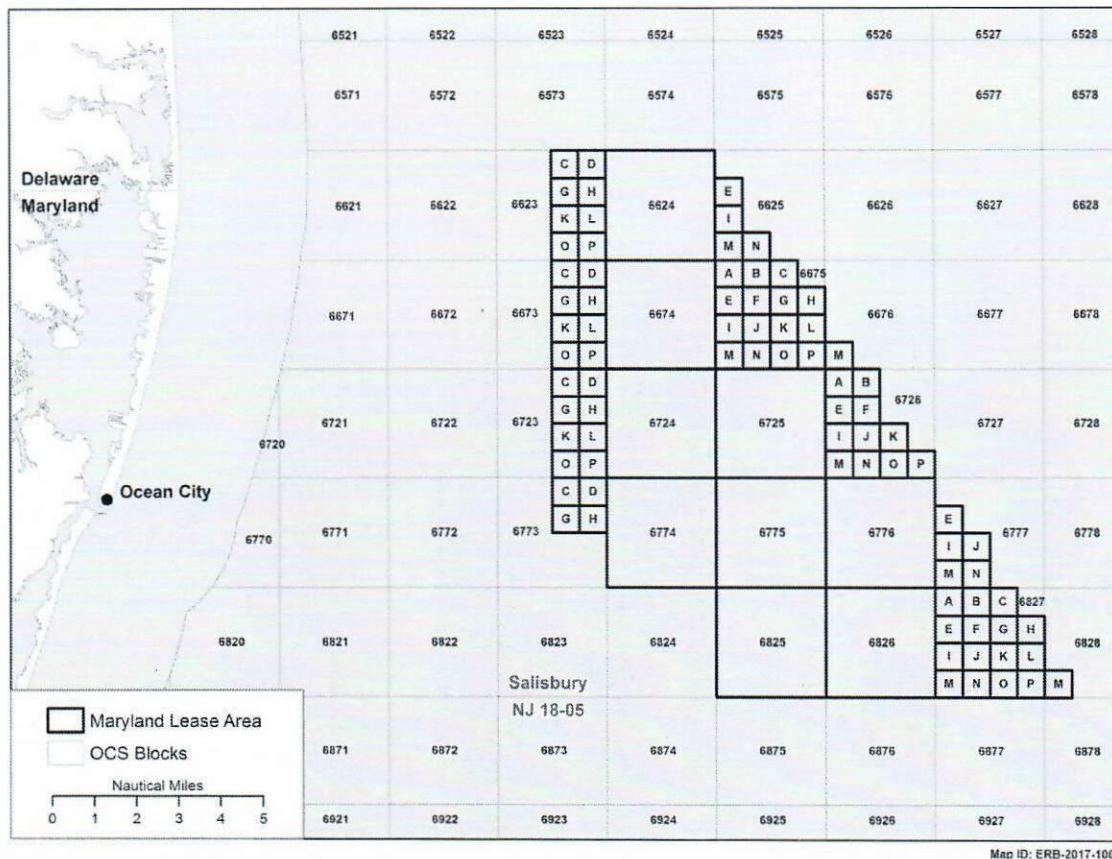 6521 6522 6523 6524 6525 6526 6527 6528
6571 6572 6573 6574 6575 6576 6577 6578
C D
Delaware
Maryland
G H E
6621 6622 6623 6624 6625 6626 6627 6628
K L I
O P M N
C D A B C 6675
G H E F G H
6671 6672 6673 6674 6676 6677 6678
K L I J K L
O P M N O P M
C D A B
6726
G H E F
6721 6722 6723 6724 6725 6727 6728
6720
K L I J K
O P M N O P
Ocean City
C D
G H E
6770 6771 6772 6773 6774 6775 6776 6777 6778
I J
M N
A B C 6827
E F G H
6820 6821 6822 6823 6824 6825 6826 6828
I J K L
M N O P M
Salisbury
NJ 18-05
Maryland Lease Area
OCS Blocks
6871 6872 6873 6874 6875 6876 6877 6878
Nautical Miles
0 1 2 3 4 5
6921 6922 6923 6924 6925 6926 6927 6928
Map ID: ERB-2017-100